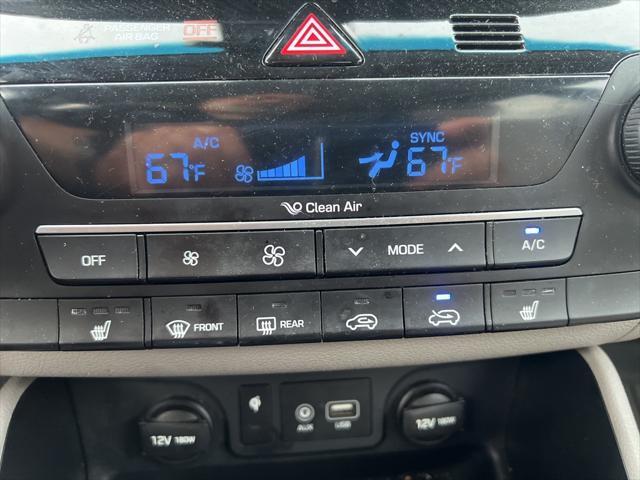 PASSENGER
AIR BAG
OFF
A/C
SYNC
67°F
67°F
Clean Air
OFF
MODE
A/C
FRONT
REAR
12V 180W
AUX
USB
12V 180W